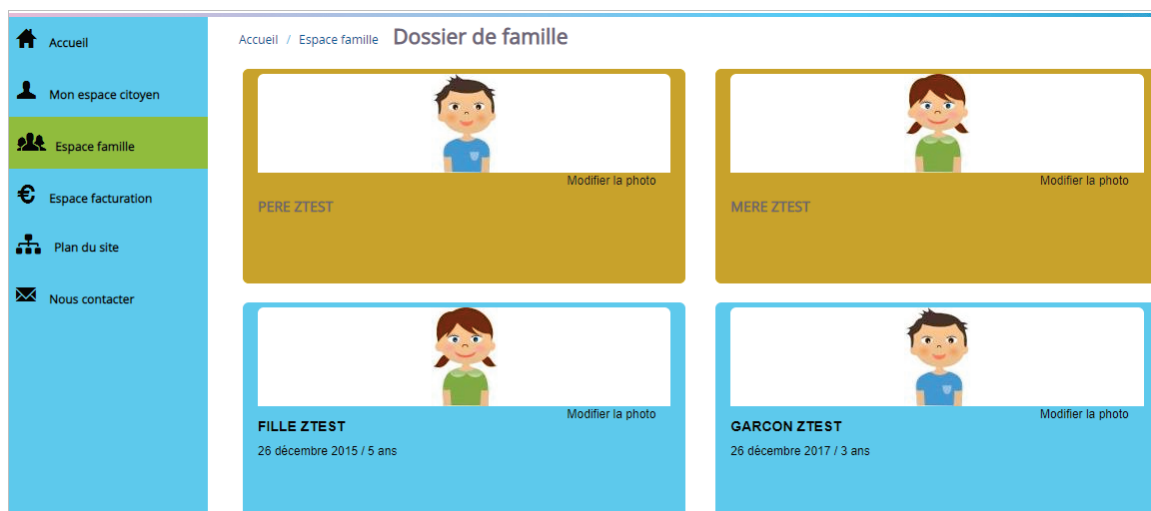 Accueil
Mon espace citoyen
Espace famille
Espace facturation
Plan du site
Nous contacter
Accueil / Espace famille Dossier de famille
Modifier la photo
PERE ZTEST
Modifier la photo
MERE ZTEST
Modifier la photo
FILLE ZTEST
26 décembre 2015 / 5 ans
Modifier la photo
GARCON ZTEST
26 décembre 2017 / 3 ans